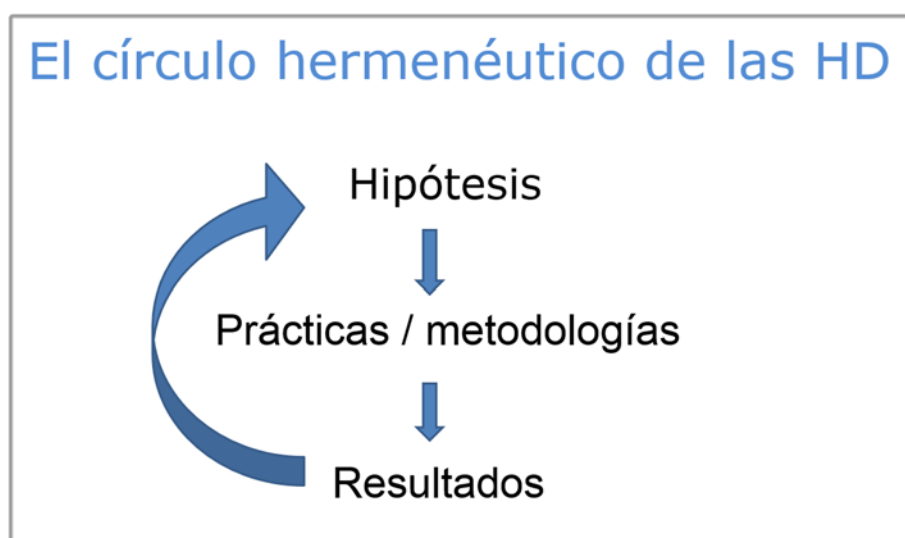 El círculo hermenéutico de las HD
Hipótesis
Prácticas / metodologías
Resultados